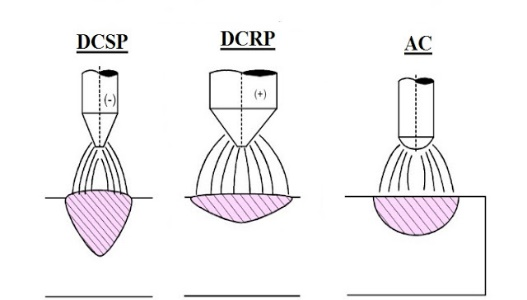 DCSP
DCRP
AC
(-)
(+)